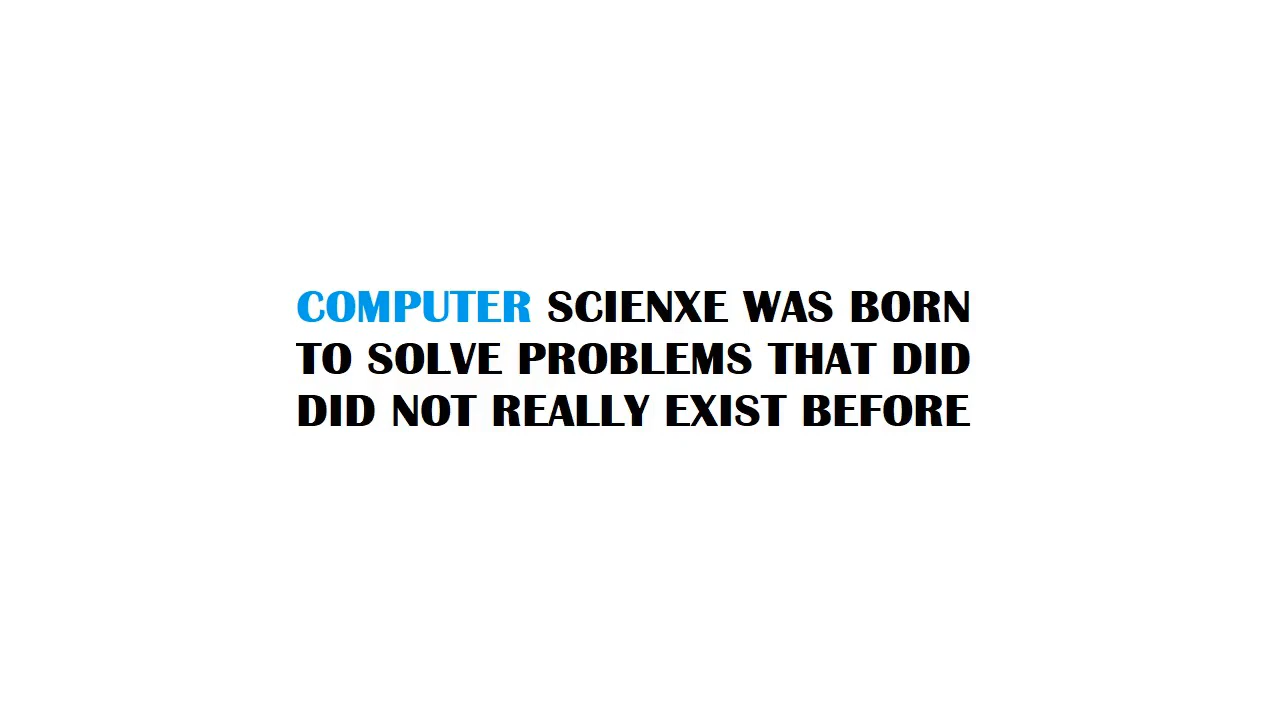 COMPUTER SCIENXE WAS BORN
TO SOLVE PROBLEMS THAT DID
DID NOT REALLY EXIST BEFORE